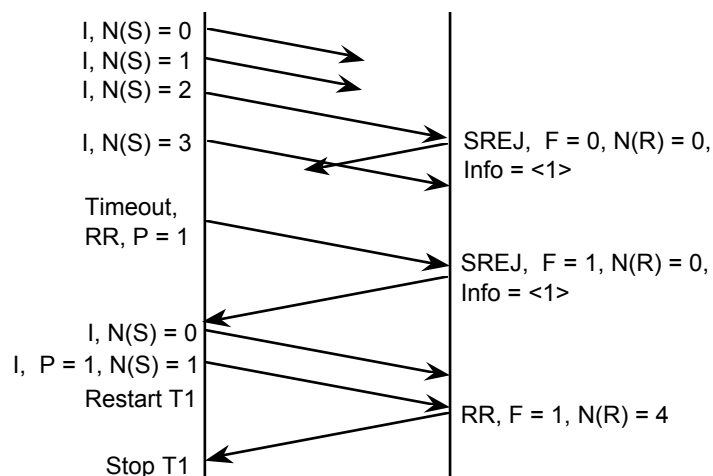 I, N(S) = 0
I, N(S) = 1
I, N(S) = 2
I, N(S) = 3
SREJ, F = 0, N(R) = 0,
Info = <1>
Timeout,
RR, P = 1
SREJ, F = 1, N(R) = 0,
Info = <1>
I, N(S) = 0
I, P = 1, N(S) = 1
Restart T1
RR, F = 1, N(R) = 4
Stop T1